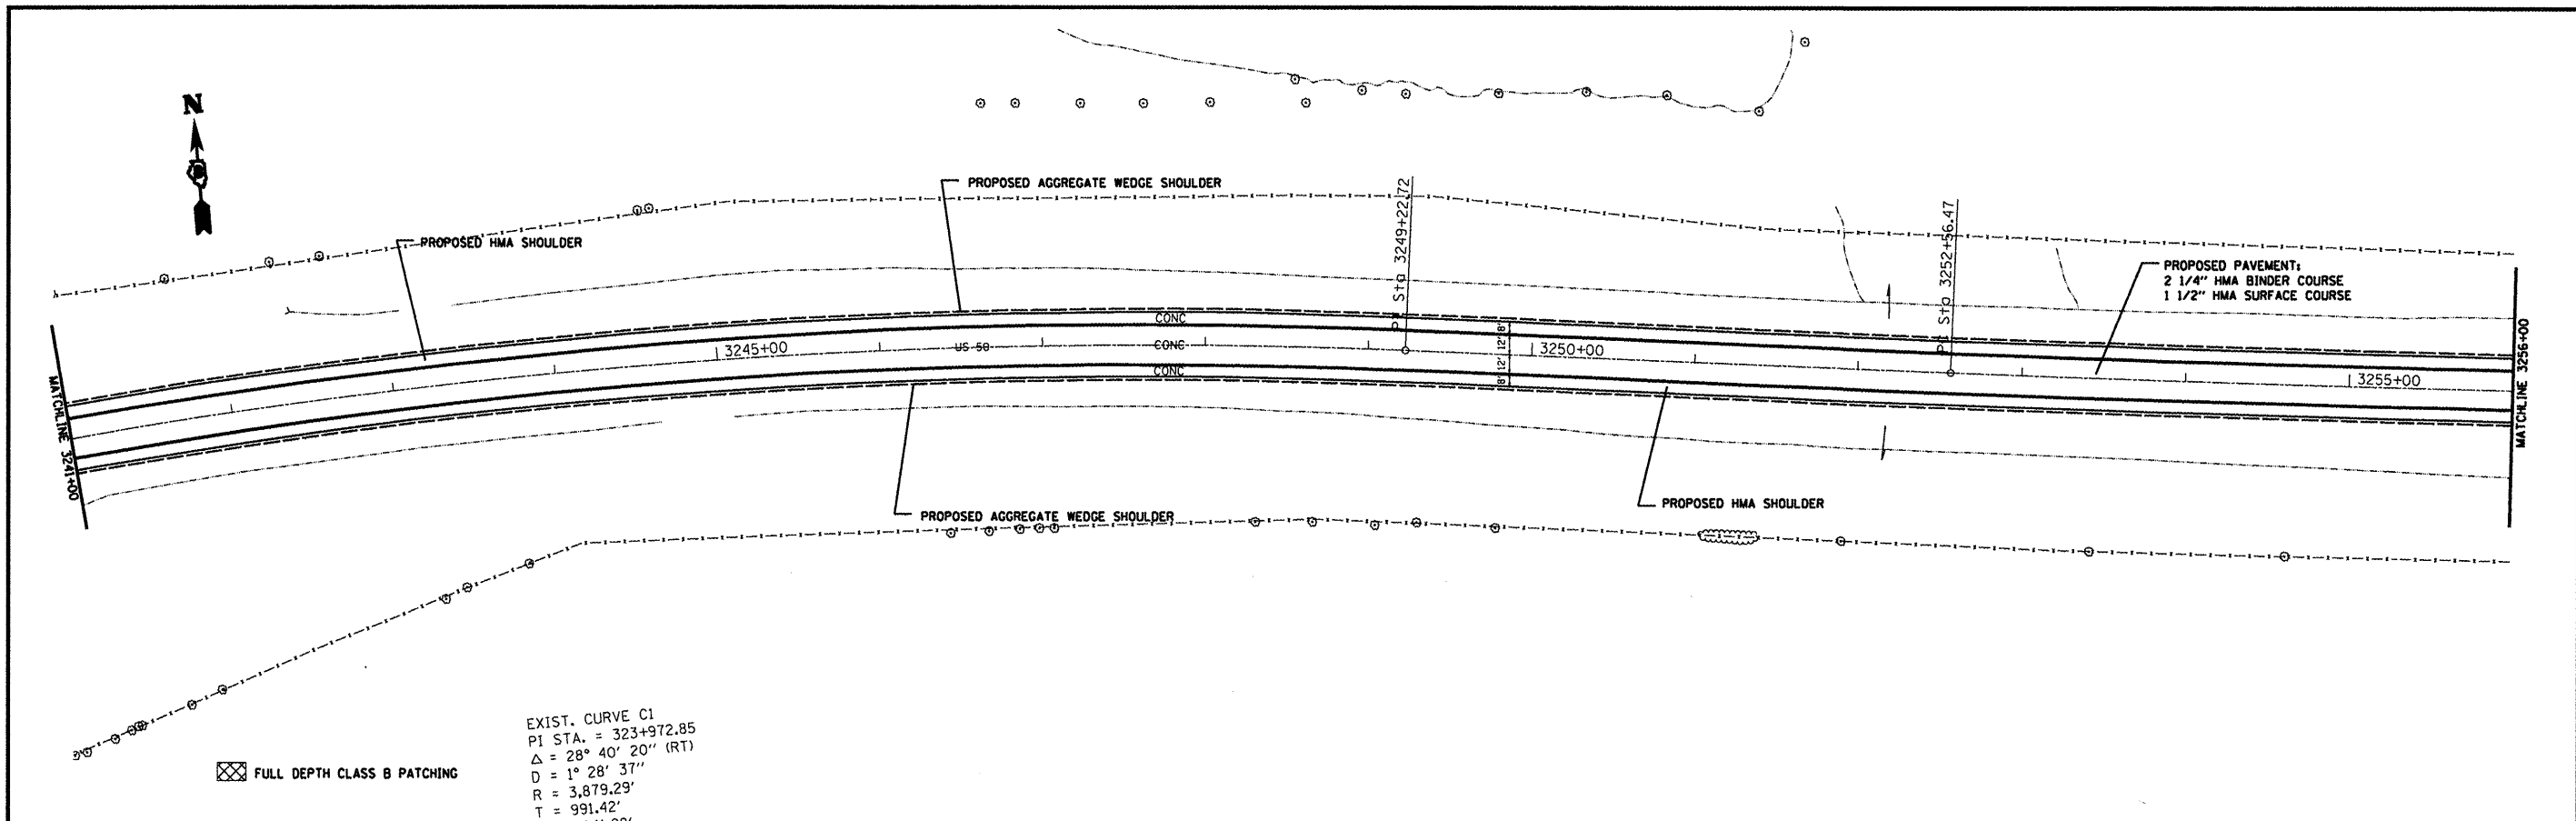 N
PROPOSED AGGREGATE WEDGE SHOULDER
PROPOSED HMA SHOULDER
Sta 3249+22.72
Sta 3252+56.47
PROPOSED PAVEMENT:
2 1/4" HMA BINDER COURSE
1 1/2" HMA SURFACE COURSE
CONC
3245+00
US 50
CONC
3250+00
3255+00
CONC
8' 12' 12' 8'
MATCHLINE 3241+00
MATCHLINE 3256+00
PROPOSED AGGREGATE WEDGE SHOULDER
PROPOSED HMA SHOULDER
FULL DEPTH CLASS B PATCHING
EXIST. CURVE C1
PI STA. = 323+972.85
Δ = 28° 40' 20" (RT)
D = 1° 28' 37"
R = 3,879.29'
T = 991.42'